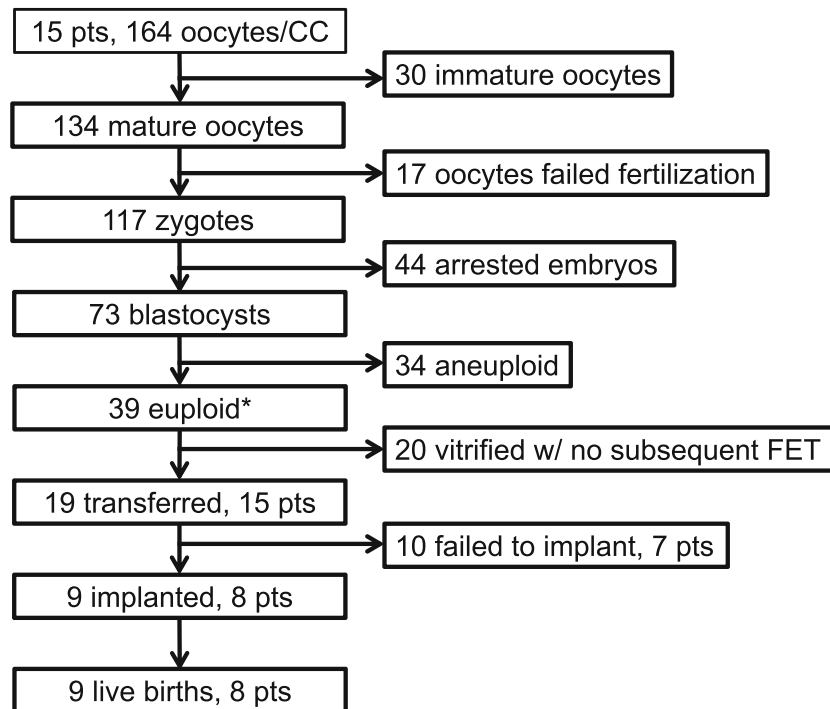 15 pts, 164 oocytes/CC
30 immature oocytes
134 mature oocytes
17 oocytes failed fertilization
117 zygotes
44 arrested embryos
73 blastocysts
34 aneuploid
39 euploid*
20 vitrified w/ no subsequent FET
19 transferred, 15 pts
10 failed to implant, 7 pts
9 implanted, 8 pts
9 live births, 8 pts